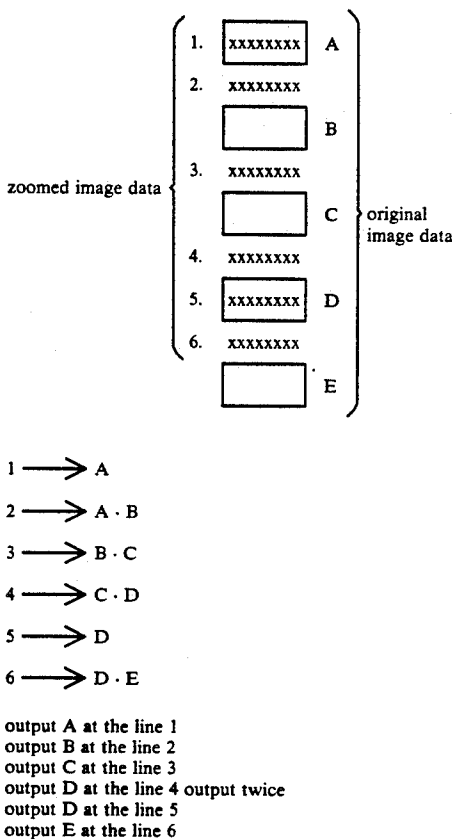 1. xxxxxxxx A
2. xxxxxxxx
B
3. xxxxxxxx
zoomed image data
C
original
image data
4. xxxxxxxx
5. xxxxxxxx D
6. xxxxxxxx
E
1 → A
2 → A · B
3 → B · C
4 → C · D
5 → D
6 → D · E
output A at the line 1
output B at the line 2
output C at the line 3
output D at the line 4 output twice
output D at the line 5
output E at the line 6